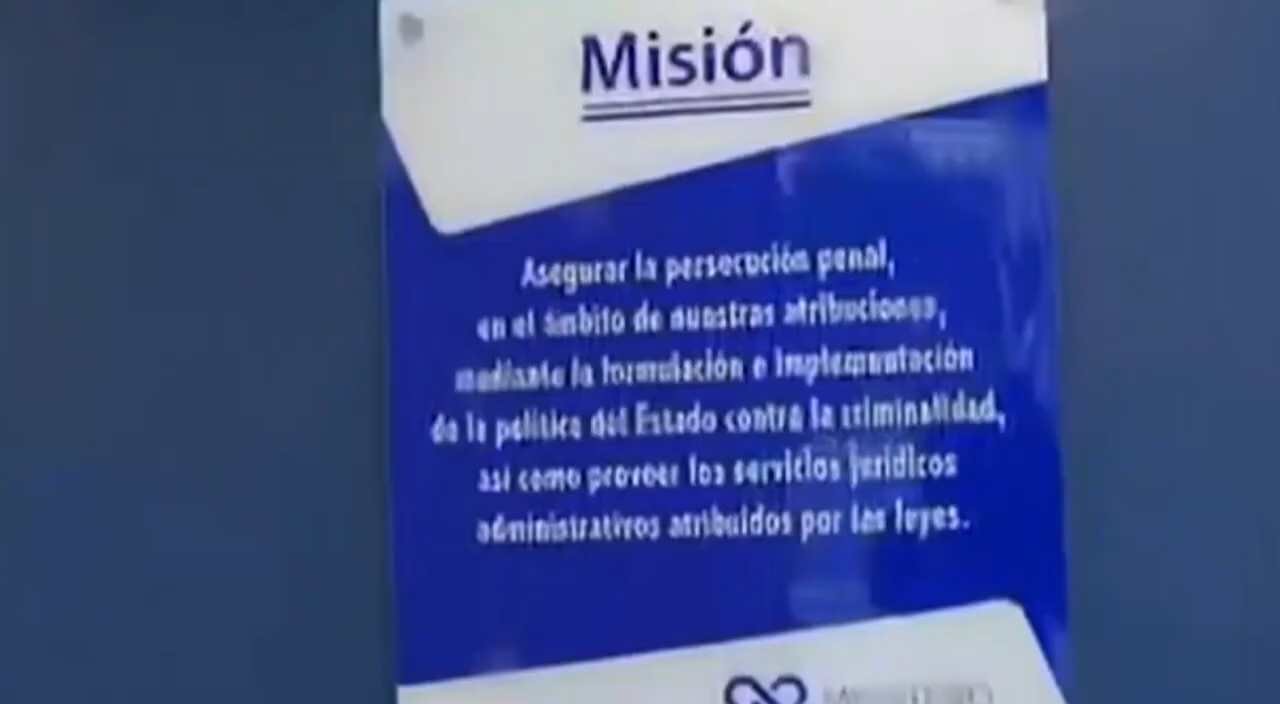 Misión
Asegurar la persecución penal,
en el ámbito de nuestras atribuciones,
mediante la formulación e implementación
de la política del Estado contra la criminalidad,
así como proveer los servicios jurídicos
administrativos atribuidos por las leyes.